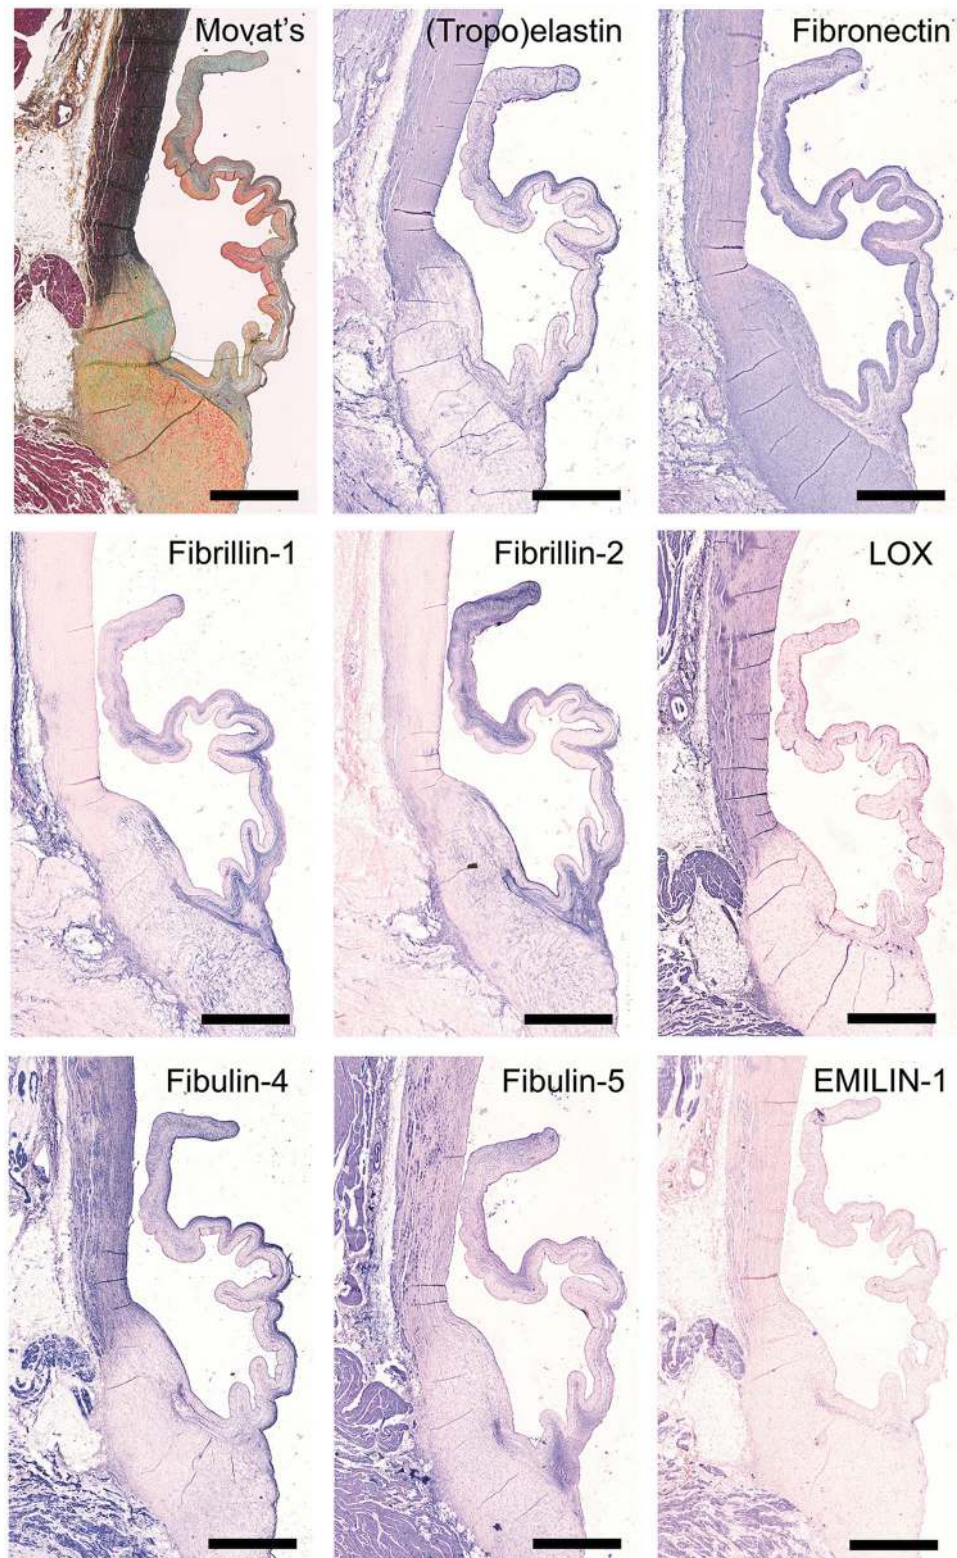 Movat's
(Tropo)elastin
Fibronectin
Fibrillin-1
Fibrillin-2
LOX
Fibulin-4
Fibulin-5
EMILIN-1